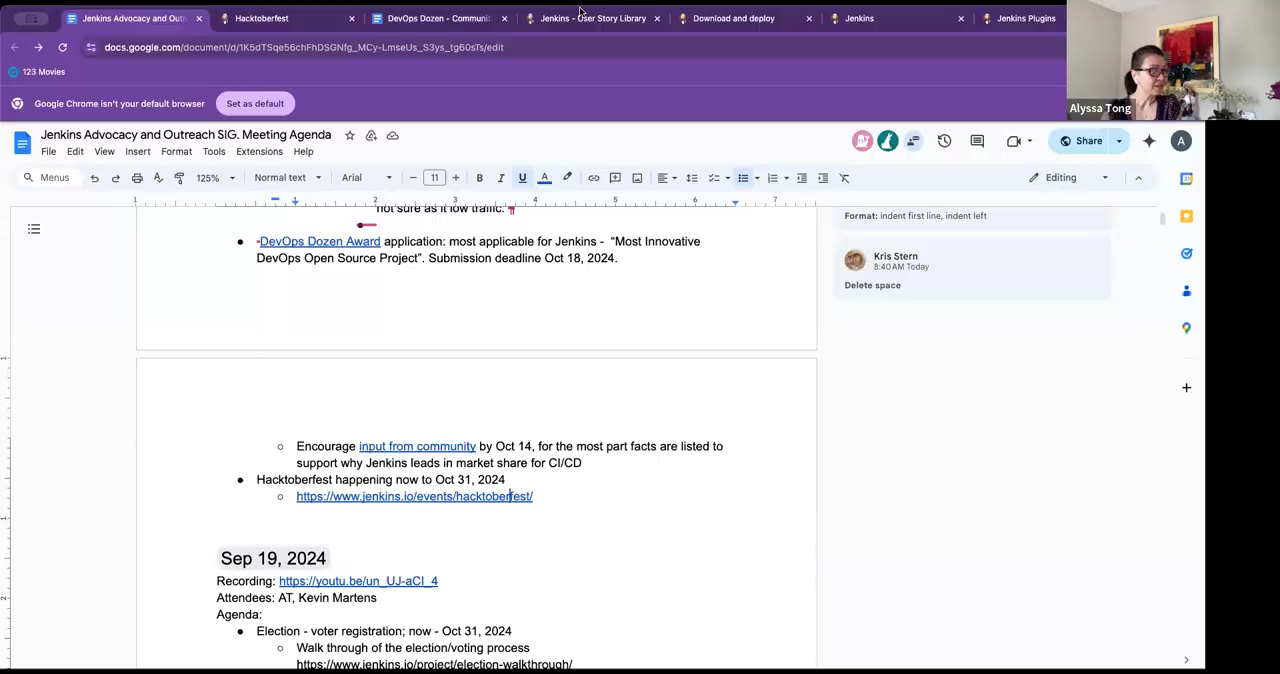 Jenkins Advocacy and Outr
Hacktoberfest
DevOps Dozen - Communit
Jenkins - User Story Library
Download and deploy
Jenkins
Jenkins Plugins
docs.google.com/document/d/1K5dTSqe56chFhDSGNfg_MCy-LmseUs_S3ys_tg60sTs/edit
123 Movies
Google Chrome isn't your default browser
Set as default
Alyssa Tong
Jenkins Advocacy and Outreach SIG. Meeting Agenda
File Edit View Insert Format Tools Extensions Help
Share
A
Menus
125%
Normal text
Arial
11
B I U A
Editing
1 2 3 4 5 6 7
not sure as it low traffic.
DevOps Dozen Award application: most applicable for Jenkins - "Most Innovative
DevOps Open Source Project". Submission deadline Oct 18, 2024.
Format: indent first line, indent left
Kris Stern
8:40 AM Today
Delete space
Encourage input from community by Oct 14, for the most part facts are listed to
support why Jenkins leads in market share for CI/CD
Hacktoberfest happening now to Oct 31, 2024
https://www.jenkins.io/events/hacktoberfest/
Sep 19, 2024
Recording: https://youtu.be/un_UJ-aCI_4
Attendees: AT, Kevin Martens
Agenda:
Election - voter registration; now - Oct 31, 2024
Walk through of the election/voting process
https://www.jenkins.io/project/election-walkthrough/